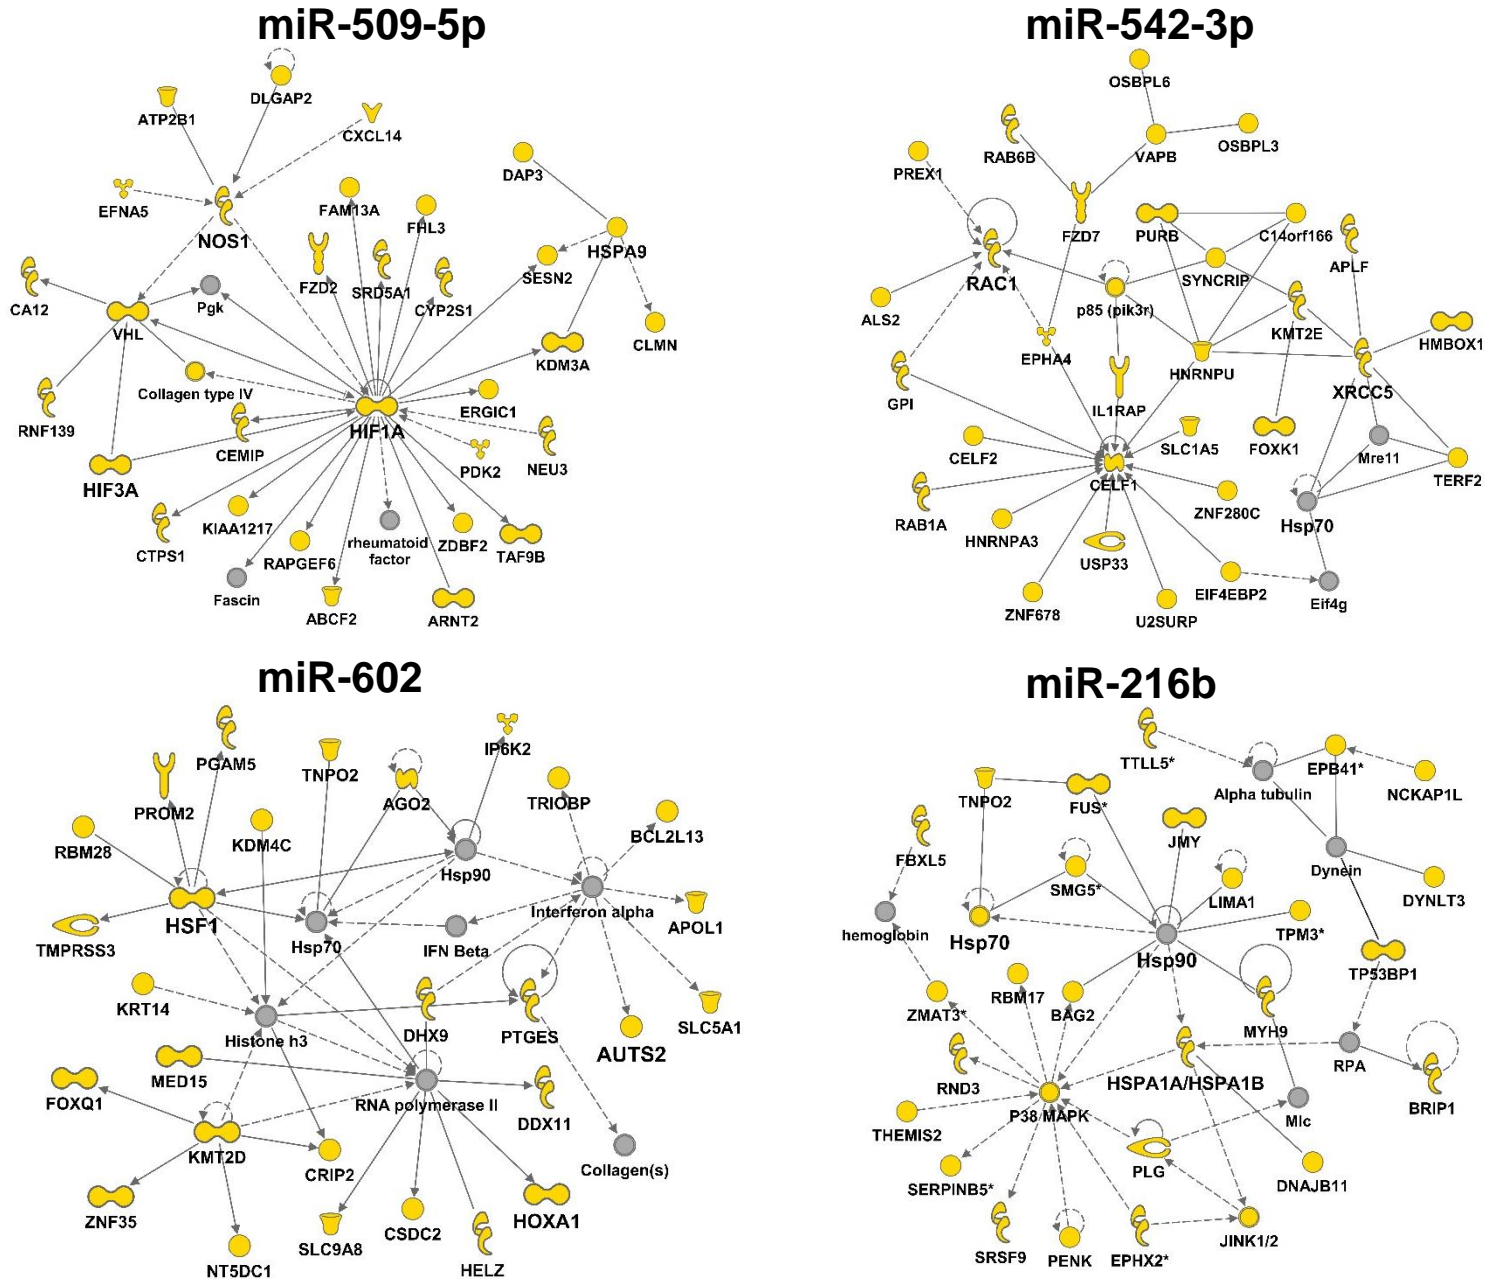 miR-509-5p
DLGAP2
ATP2B1
CXCL14
DAP3
EFNA5
FAM13A
FHL3
NOS1
HSPA9
SESN2
FZD2
SRD5A1
CYP2S1
CA12
Pgk
VHL
CLMN
KDM3A
Collagen type IV
ERGIC1
RNF139
HIF1A
CEMIP
PDK2
NEU3
HIF3A
KIAA1217
CTPS1
RAPGEF6
rheumatoid
factor
ZDBF2
TAF9B
Fascin
ABCF2
ARNT2
miR-542-3p
OSBPL6
OSBPL3
RAB6B
VAPB
PREX1
FZD7
PURB
C14orf166
APLF
RAC1
SYNCRIP
p85 (pik3r)
ALS2
KMT2E
HMBOX1
EPHA4
HNRNPU
XRCC5
GPI
IL1RAP
SLC1A5
FOXK1
Mre11
CELF2
CELF1
TERF2
RAB1A
ZNF280C
Hsp70
HNRNPA3
USP33
EIF4EBP2
Eif4g
ZNF678
U2SURP
miR-602
IP6K2
PGAM5
TNPO2
AGO2
TRIOBP
PROM2
BCL2L13
RBM28
KDM4C
Hsp90
Interferon alpha
HSF1
APOL1
TMPRSS3
Hsp70
IFN Beta
KRT14
DHX9
PTGES
SLC5A1
Histone h3
AUTS2
MED15
FOXQ1
RNA polymerase II
DDX11
KMT2D
CRIP2
Collagen(s)
ZNF35
CSDC2
HOXA1
SLC9A8
NT5DC1
HELZ
miR-216b
TTLL5*
EPB41*
Alpha tubulin
NCKAP1L
TNPO2
FUS*
JMY
FBXL5
Dynein
SMG5*
LIMA1
DYNLT3
hemoglobin
Hsp70
TPM3*
Hsp90
TP53BP1
ZMAT3*
RBM17
BAG2
MYH9
RPA
RND3
HSPA1A/HSPA1B
BRIP1
P38 MAPK
Mlc
THEMIS2
PLG
SERPINB5*
DNAJB11
SRSF9
PENK
EPHX2*
JINK1/2